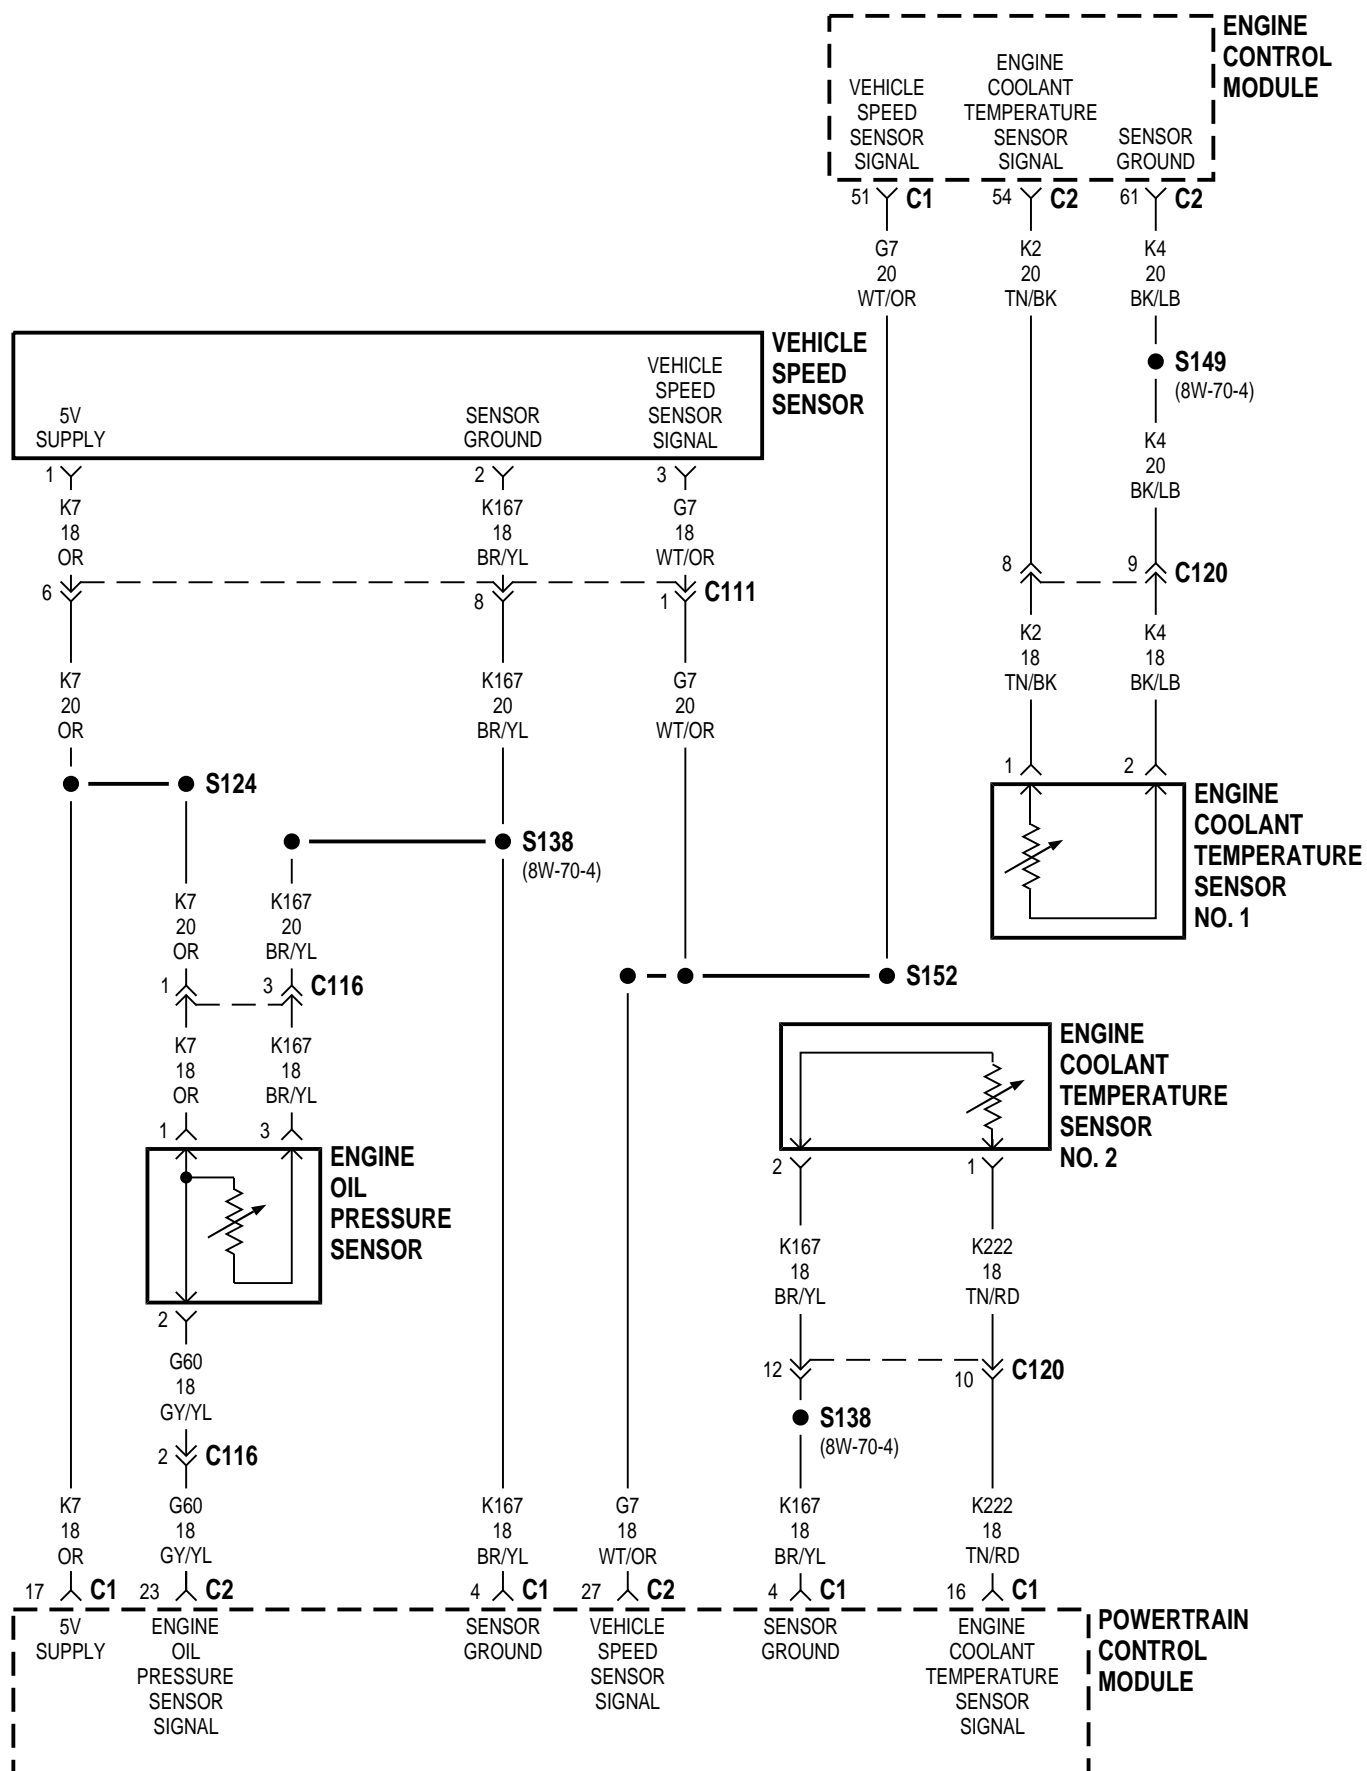 ENGINE
CONTROL
MODULE
VEHICLE
SPEED
SENSOR
SIGNAL
ENGINE
COOLANT
TEMPERATURE
SENSOR
SIGNAL
SENSOR
GROUND
51 C1
54 C2
61 C2
G7
20
WT/OR
K2
20
TN/BK
K4
20
BK/LB
S149
(8W-70-4)
K4
20
BK/LB
VEHICLE
SPEED
SENSOR
5V
SUPPLY
SENSOR
GROUND
VEHICLE
SPEED
SENSOR
SIGNAL
1
2
3
K7
18
OR
K167
18
BR/YL
G7
18
WT/OR
6
8
1
C111
8
9
C120
K7
20
OR
K167
20
BR/YL
G7
20
WT/OR
K2
18
TN/BK
K4
18
BK/LB
1
2
ENGINE
COOLANT
TEMPERATURE
SENSOR
NO. 1
S124
S138
(8W-70-4)
K7
20
OR
K167
20
BR/YL
1
3
C116
S152
K7
18
OR
K167
18
BR/YL
1
3
ENGINE
OIL
PRESSURE
SENSOR
2
G60
18
GY/YL
2
C116
ENGINE
COOLANT
TEMPERATURE
SENSOR
NO. 2
2
1
K167
18
BR/YL
K222
18
TN/RD
12
10
C120
S138
(8W-70-4)
K7
18
OR
G60
18
GY/YL
K167
18
BR/YL
G7
18
WT/OR
K167
18
BR/YL
K222
18
TN/RD
17 C1
23 C2
4 C1
27 C2
4 C1
16 C1
5V
SUPPLY
ENGINE
OIL
PRESSURE
SENSOR
SIGNAL
SENSOR
GROUND
VEHICLE
SPEED
SENSOR
SIGNAL
SENSOR
GROUND
ENGINE
COOLANT
TEMPERATURE
SENSOR
SIGNAL
POWERTRAIN
CONTROL
MODULE